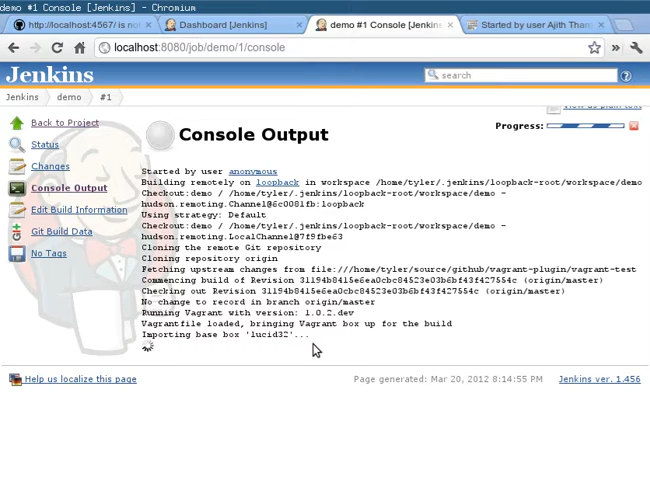 demo #1 Console [Jenkins] - Chromium
http://localhost:4567/ is no
Dashboard [Jenkins]
demo #1 Console [Jenkins]
Started by user Ajith Tham
localhost:8080/job/demo/1/console
Jenkins
search
Jenkins demo #1
View as plain text
Progress:
Back to Project
Status
Changes
Console Output
Edit Build Information
Git Build Data
No Tags
Console Output
Started by user anonymous
Building remotely on loopback in workspace /home/tyler/.jenkins/loopback-root/workspace/demo
Checkout:demo / /home/tyler/.jenkins/loopback-root/workspace/demo -
hudson.remoting.Channel@6c0081fb:loopback
Using strategy: Default
Checkout:demo / /home/tyler/.jenkins/loopback-root/workspace/demo -
hudson.remoting.LocalChannel@7f9fbe63
Cloning the remote Git repository
Cloning repository origin
Fetching upstream changes from file:///home/tyler/source/github/vagrant-plugin/vagrant-test
Commencing build of Revision 31194b8415e6ea0cbc84523e03b6bf43f427554c (origin/master)
Checking out Revision 31194b8415e6ea0cbc84523e03b6bf43f427554c (origin/master)
No change to record in branch origin/master
Running Vagrant with version: 1.0.2.dev
Vagrantfile loaded, bringing Vagrant box up for the build
Importing base box 'lucid32'...
Help us localize this page
Page generated: Mar 20, 2012 8:14:55 PM
Jenkins ver. 1.456